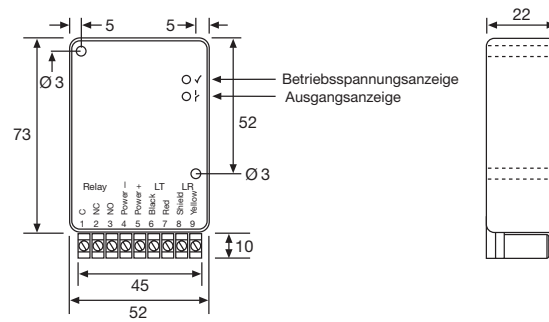 5 5 22
Ø 3
73
52
Betriebsspannungsanzeige
Ausgangsanzeige
Ø 3
Relay LT LR
C NC NO Power – Power + Black Red Shield Yellow
1 2 3 4 5 6 7 8 9
10
45
52